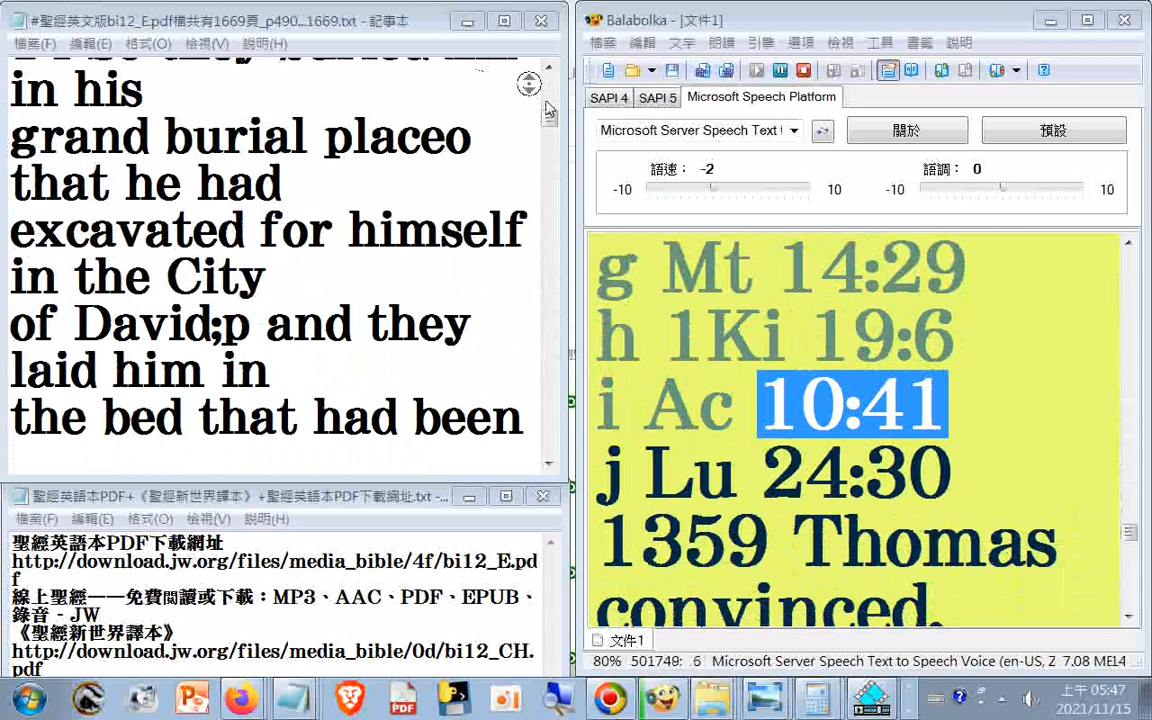 #聖經英文版bi12_E.pdf橫共有1669頁_p490...1669.txt - 記事本
檔案(F) 編輯(E) 格式(O) 檢視(V) 說明(H)
in his
grand burial placeo
that he had
excavated for himself
in the City
of David;p and they
laid him in
the bed that had been
聖經英語本PDF+《聖經新世界譯本》+聖經英語本PDF下載網址.txt -...
檔案(F) 編輯(E) 格式(O) 檢視(V) 說明(H)
聖經英語本PDF下載網址
http://download.jw.org/files/media_bible/4f/bi12_E.pd
f
線上聖經——免費閱讀或下載：MP3、AAC、PDF、EPUB、
錄音 - JW
《聖經新世界譯本》
http://download.jw.org/files/media_bible/0d/bi12_CH.
pdf
Balabolka - [文件1]
檔案 編輯 文字 朗讀 引擎 選項 檢視 工具 書籤 說明
SAPI 4 SAPI 5 Microsoft Speech Platform
Microsoft Server Speech Text 關於 預設
語速： -2 語調： 0
-10 10 -10 10
g Mt 14:29
h 1Ki 19:6
i Ac 10:41
j Lu 24:30
1359 Thomas
convinced.
文件1
80% 501749: 6 Microsoft Server Speech Text to Speech Voice (en-US, Z 7.08 ME14
上午 05:47
2021/11/15